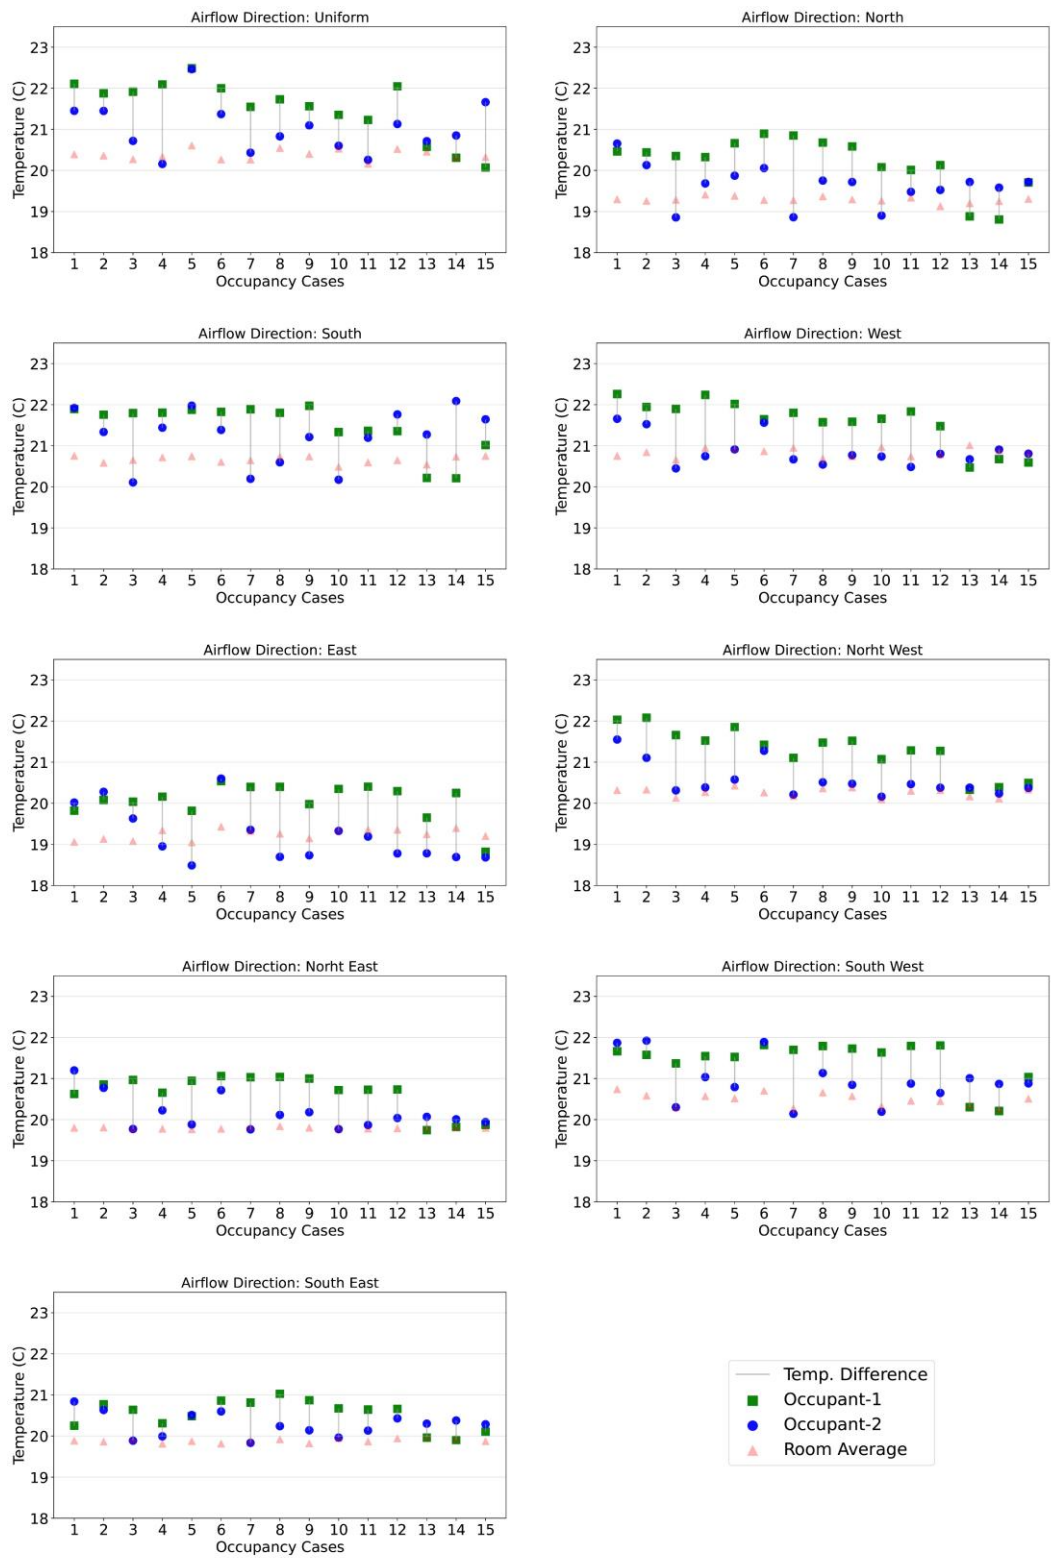 Airflow Direction: Uniform
23
22
21
20
19
18
Temperature (C)
1 2 3 4 5 6 7 8 9 10 11 12 13 14 15
Occupancy Cases
Airflow Direction: North
23
22
21
20
19
18
Temperature (C)
1 2 3 4 5 6 7 8 9 10 11 12 13 14 15
Occupancy Cases
Airflow Direction: South
23
22
21
20
19
18
Temperature (C)
1 2 3 4 5 6 7 8 9 10 11 12 13 14 15
Occupancy Cases
Airflow Direction: West
23
22
21
20
19
18
Temperature (C)
1 2 3 4 5 6 7 8 9 10 11 12 13 14 15
Occupancy Cases
Airflow Direction: East
23
22
21
20
19
18
Temperature (C)
1 2 3 4 5 6 7 8 9 10 11 12 13 14 15
Occupancy Cases
Airflow Direction: Norht West
23
22
21
20
19
18
Temperature (C)
1 2 3 4 5 6 7 8 9 10 11 12 13 14 15
Occupancy Cases
Airflow Direction: Norht East
23
22
21
20
19
18
Temperature (C)
1 2 3 4 5 6 7 8 9 10 11 12 13 14 15
Occupancy Cases
Airflow Direction: South West
23
22
21
20
19
18
Temperature (C)
1 2 3 4 5 6 7 8 9 10 11 12 13 14 15
Occupancy Cases
Airflow Direction: South East
23
22
21
20
19
18
Temperature (C)
1 2 3 4 5 6 7 8 9 10 11 12 13 14 15
Occupancy Cases
Temp. Difference
Occupant-1
Occupant-2
Room Average